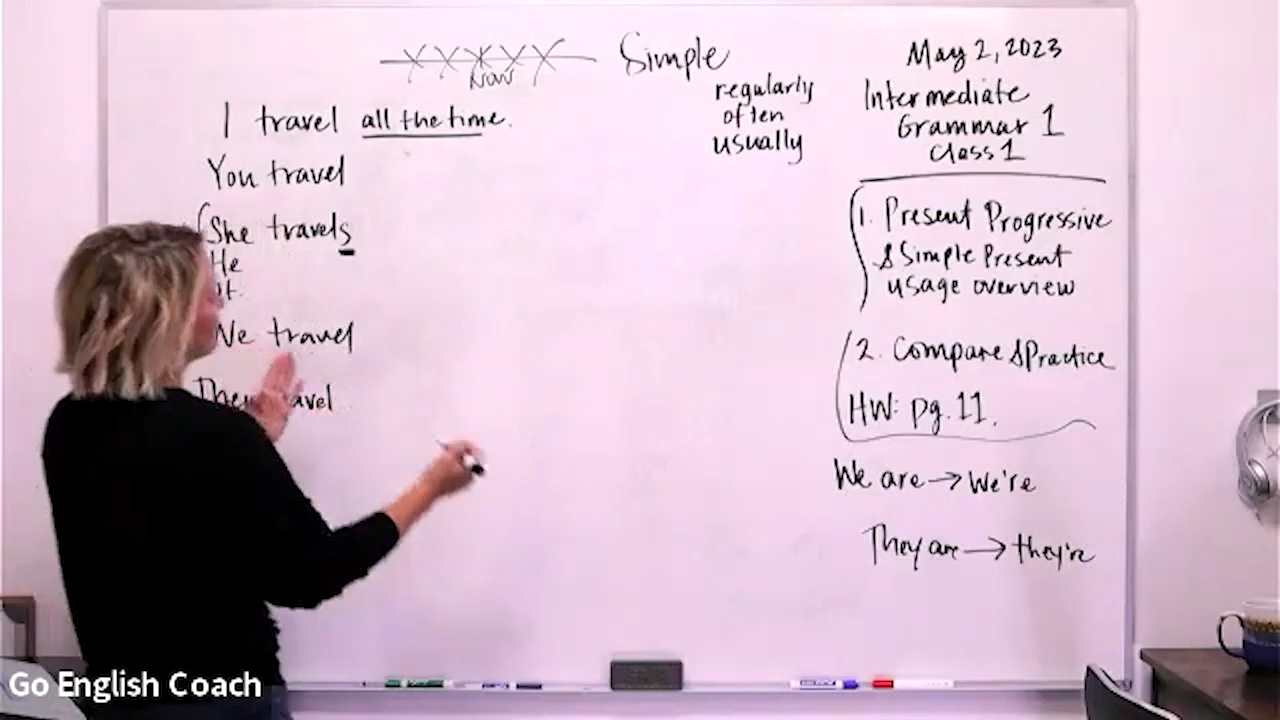 Now
Simple
regularly
often
usually
I travel all the time.
You travel
She travels
He
It
We travel
They travel
May 2, 2023
Intermediate
Grammar 1
Class 1
1. Present Progressive
& Simple Present
usage overview
2. Compare & Practice
HW: pg. 11.
We are → We're
They are → they're
Go English Coach